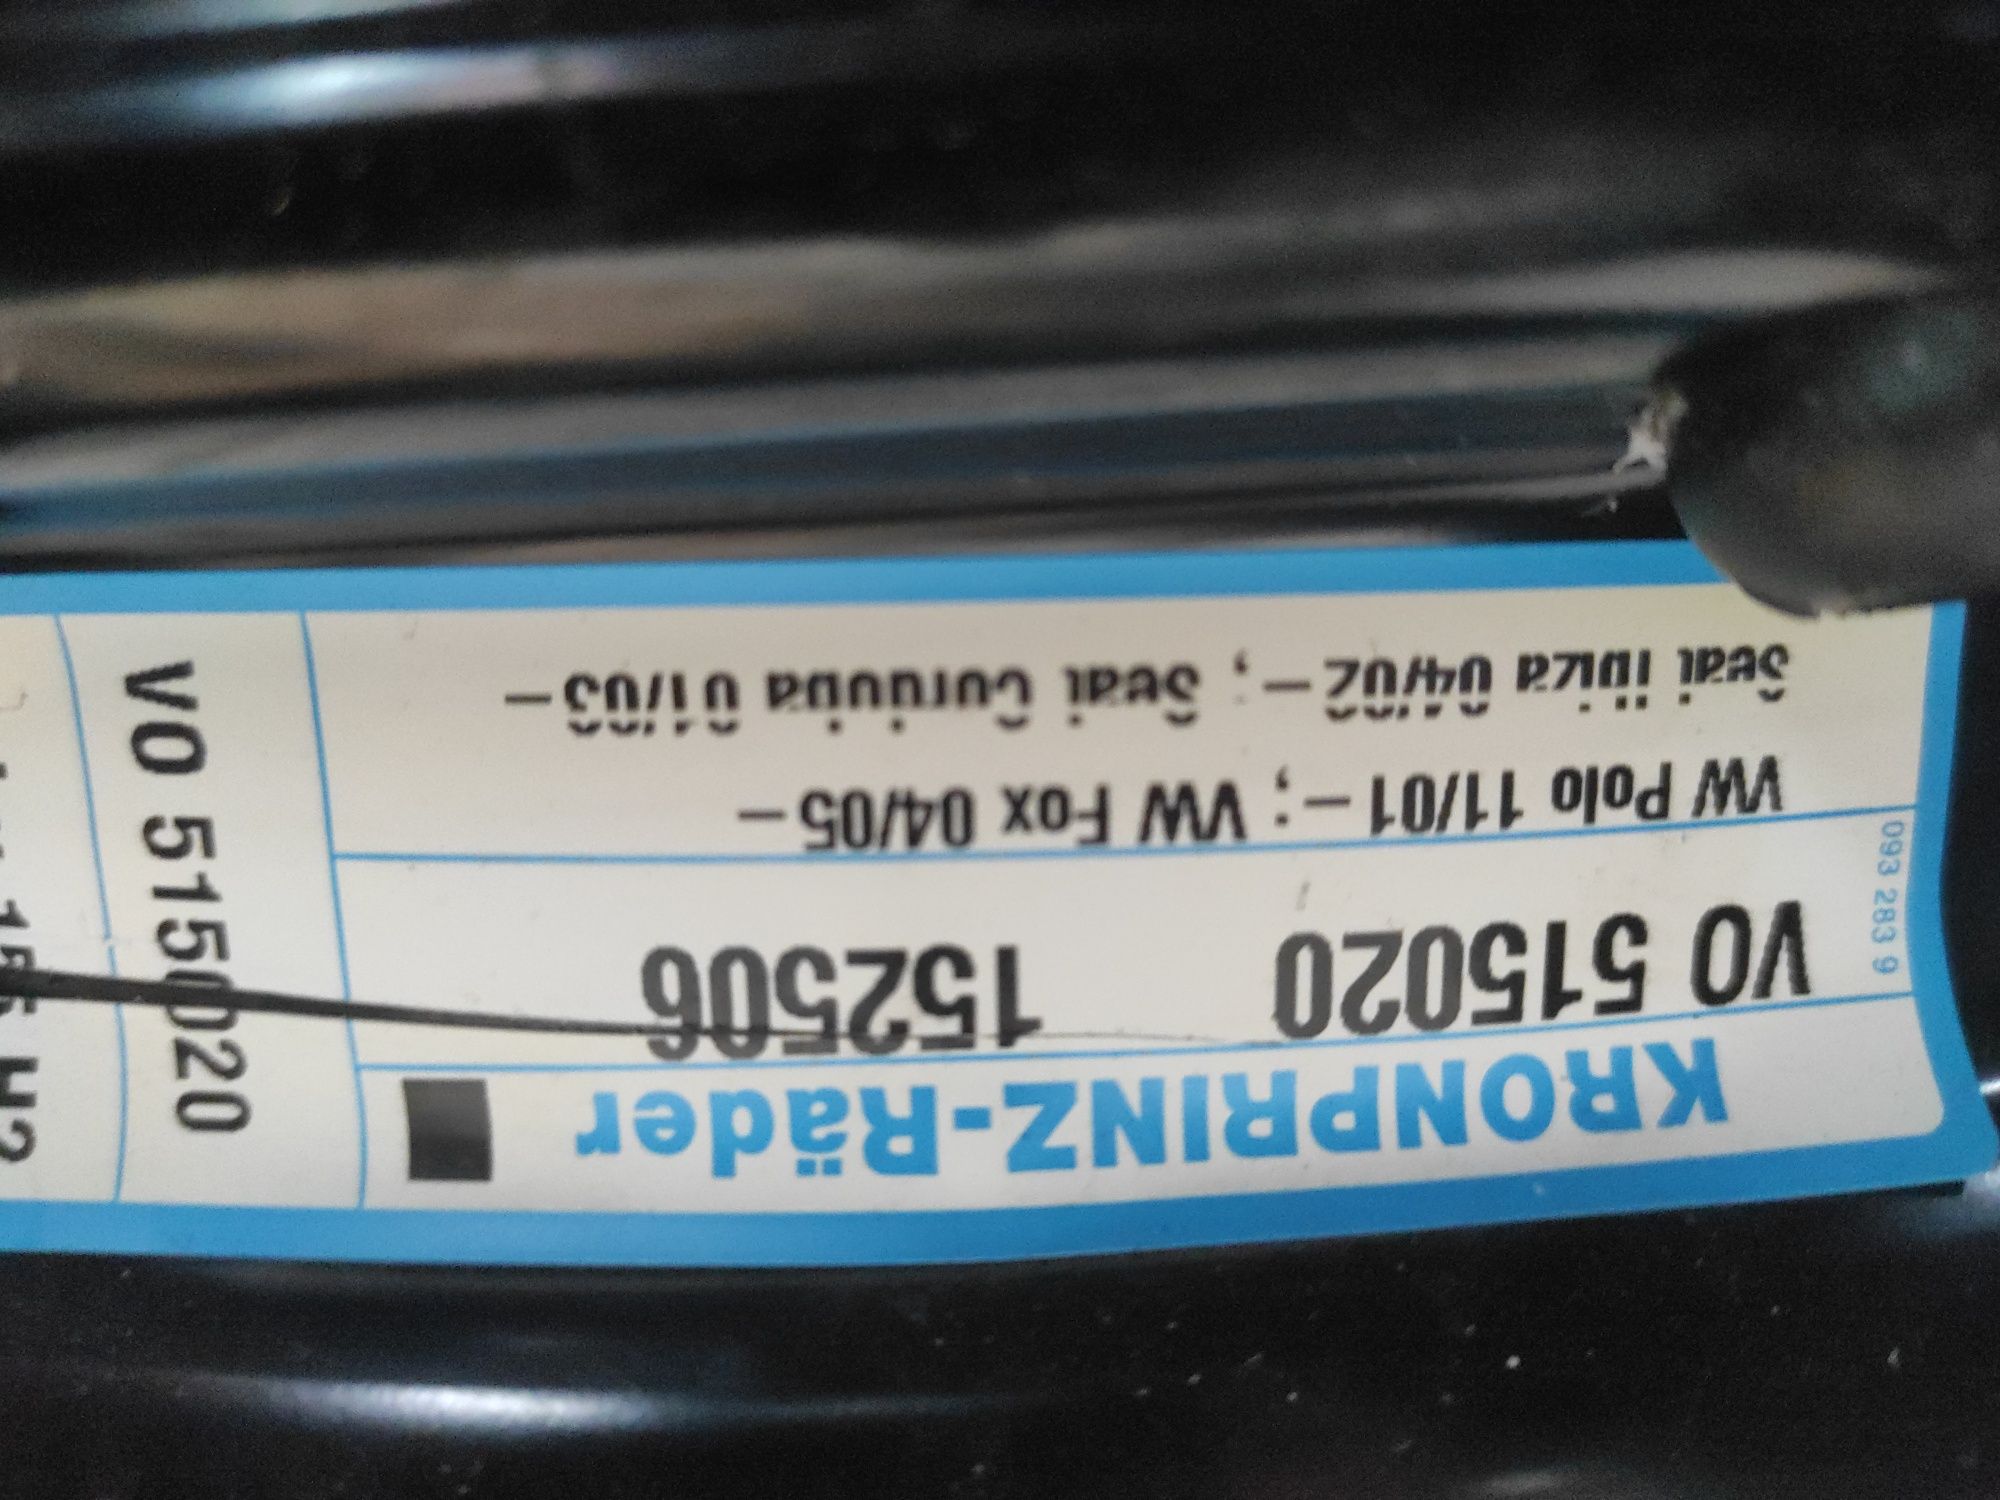 KRONPRINZ-Räder
VO 515020 152506
VW Polo 11/01 –; VW Fox 04/05 –
Seat Ibiza 04/02 –; Seat Cordoba 01/03 –
093 283 9
VO 515020
H2